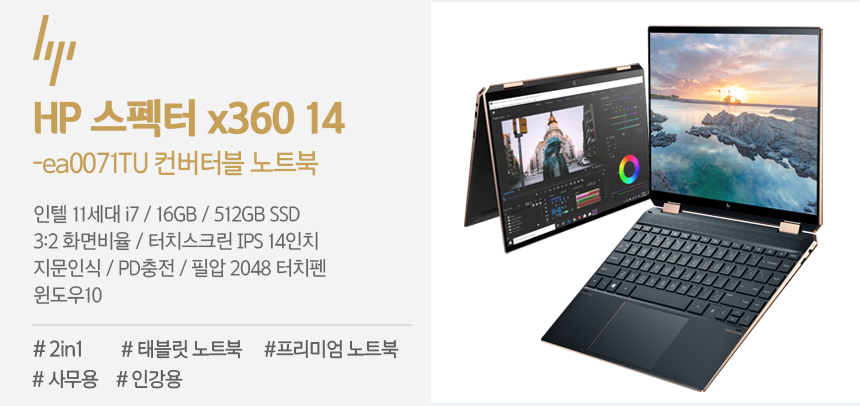 hp
HP 스펙터 x360 14
-ea0071TU 컨버터블 노트북
인텔 11세대 i7 / 16GB / 512GB SSD
3:2 화면비율 / 터치스크린 IPS 14인치
지문인식 / PD충전 / 필압 2048 터치펜
윈도우10
# 2in1 # 태블릿 노트북 #프리미엄 노트북
# 사무용 # 인강용